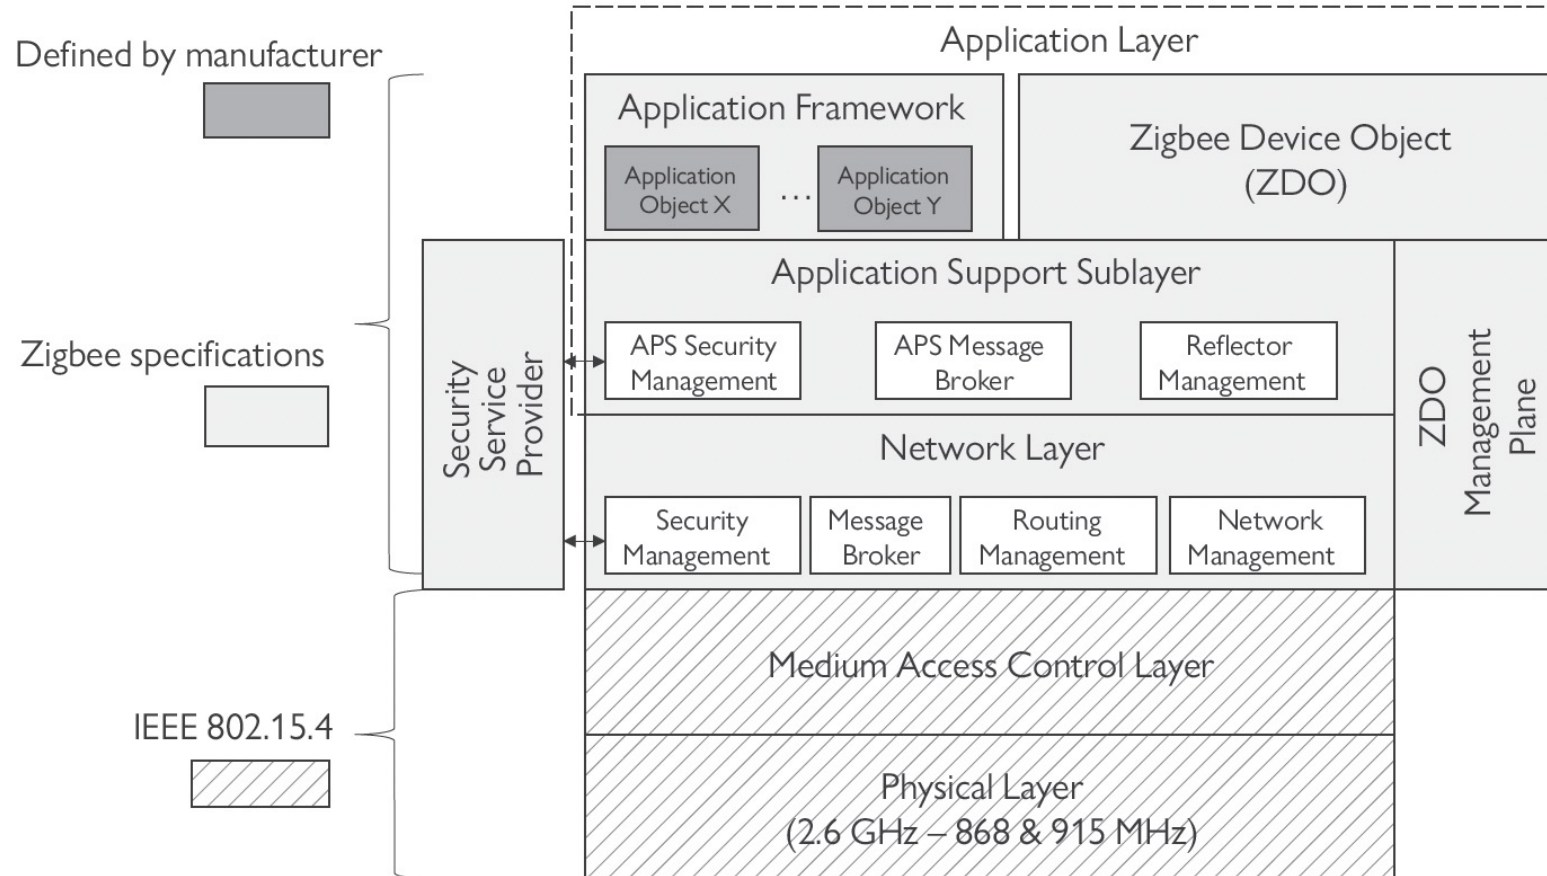 Defined by manufacturer
Zigbee specifications
IEEE 802.15.4
Application Layer
Application Framework
Application
Object X
...
Application
Object Y
Zigbee Device Object
(ZDO)
Security
Service
Provider
Application Support Sublayer
APS Security
Management
APS Message
Broker
Reflector
Management
ZDO
Management
Plane
Network Layer
Security
Management
Message
Broker
Routing
Management
Network
Management
Medium Access Control Layer
Physical Layer
(2.6 GHz – 868 & 915 MHz)